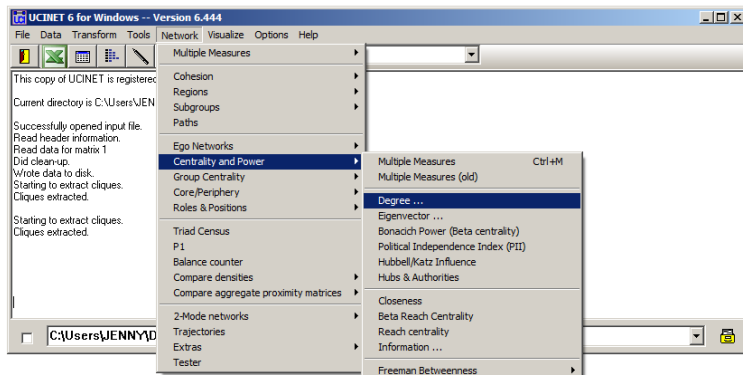 UCINET 6 for Windows -- Version 6.444
File Data Transform Tools Network Visualize Options Help
This copy of UCINET is registered
Current directory is C:\Users\JEN
Successfully opened input file.
Read header information.
Read data for matrix 1
Did clean-up.
Wrote data to disk.
Starting to extract cliques.
Cliques extracted.
Starting to extract cliques.
Cliques extracted.
C:\Users\JENNY\D
Multiple Measures
Cohesion
Regions
Subgroups
Paths
Ego Networks
Centrality and Power
Group Centrality
Core/Periphery
Roles & Positions
Triad Census
P1
Balance counter
Compare densities
Compare aggregate proximity matrices
2-Mode networks
Trajectories
Extras
Tester
Multiple Measures Ctrl+M
Multiple Measures (old)
Degree ...
Eigenvector ...
Bonacich Power (Beta centrality)
Political Independence Index (PII)
Hubbell/Katz Influence
Hubs & Authorities
Closeness
Beta Reach Centrality
Reach centrality
Information ...
Freeman Betweenness